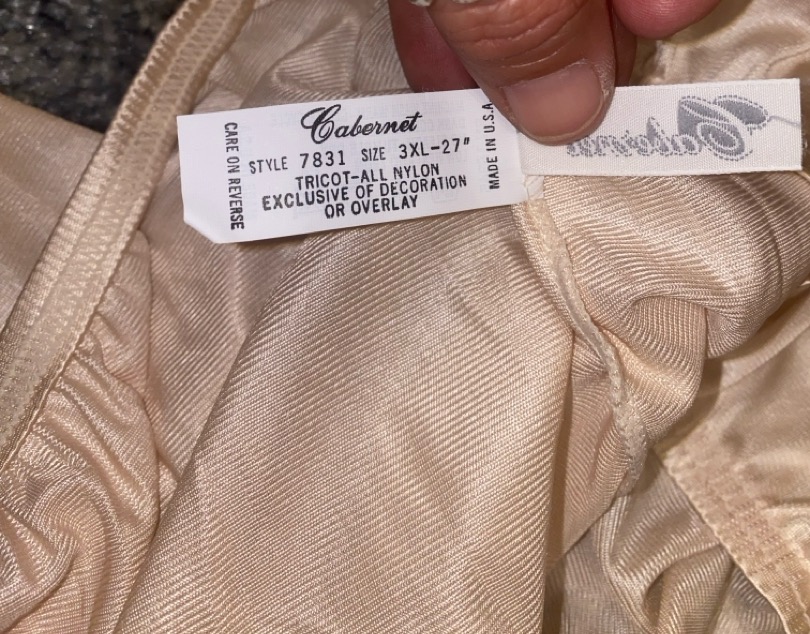 Cabernet
STYLE 7831 SIZE 3XL-27"
TRICOT-ALL NYLON
EXCLUSIVE OF DECORATION
OR OVERLAY
CARE ON REVERSE
MADE IN U.S.A
Cabernet